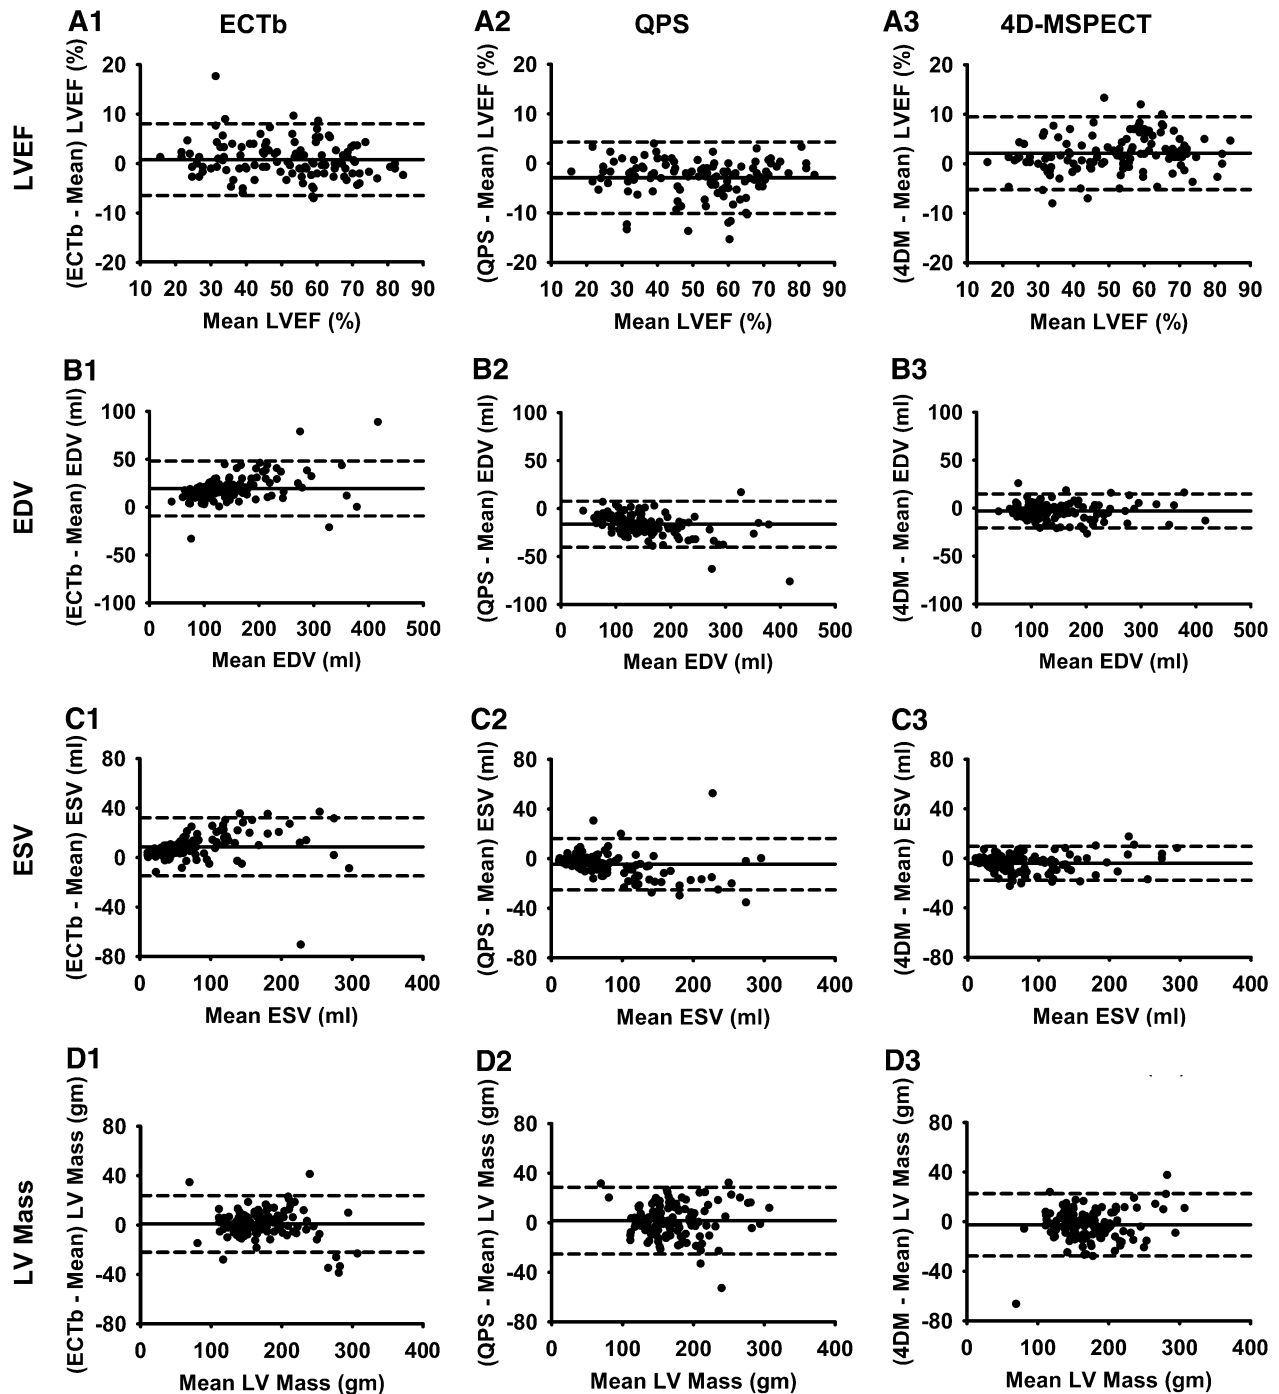 A1 ECTb A2 QPS A3 4D-MSPECT
LVEF
(ECTb - Mean) LVEF (%)
20
10
0
-10
-20
10 20 30 40 50 60 70 80 90
Mean LVEF (%)
(QPS - Mean) LVEF (%)
20
10
0
-10
-20
10 20 30 40 50 60 70 80 90
Mean LVEF (%)
(4DM - Mean) LVEF (%)
20
10
0
-10
-20
10 20 30 40 50 60 70 80 90
Mean LVEF (%)
B1 B2 B3
EDV
(ECTb - Mean) EDV (ml)
100
50
0
-50
-100
0 100 200 300 400 500
Mean EDV (ml)
(QPS - Mean) EDV (ml)
100
50
0
-50
-100
0 100 200 300 400 500
Mean EDV (ml)
(4DM - Mean) EDV (ml)
100
50
0
-50
-100
0 100 200 300 400 500
Mean EDV (ml)
C1 C2 C3
ESV
(ECTb - Mean) ESV (ml)
80
40
0
-40
-80
0 100 200 300 400
Mean ESV (ml)
(QPS - Mean) ESV (ml)
80
40
0
-40
-80
0 100 200 300 400
Mean ESV (ml)
(4DM - Mean) ESV (ml)
80
40
0
-40
-80
0 100 200 300 400
Mean ESV (ml)
D1 D2 D3
LV Mass
(ECTb - Mean) LV Mass (gm)
80
40
0
-40
-80
0 100 200 300 400
Mean LV Mass (gm)
(QPS - Mean) LV Mass (gm)
80
40
0
-40
-80
0 100 200 300 400
Mean LV Mass (gm)
(4DM - Mean) LV Mass (gm)
80
40
0
-40
-80
0 100 200 300 400
Mean LV Mass (gm)